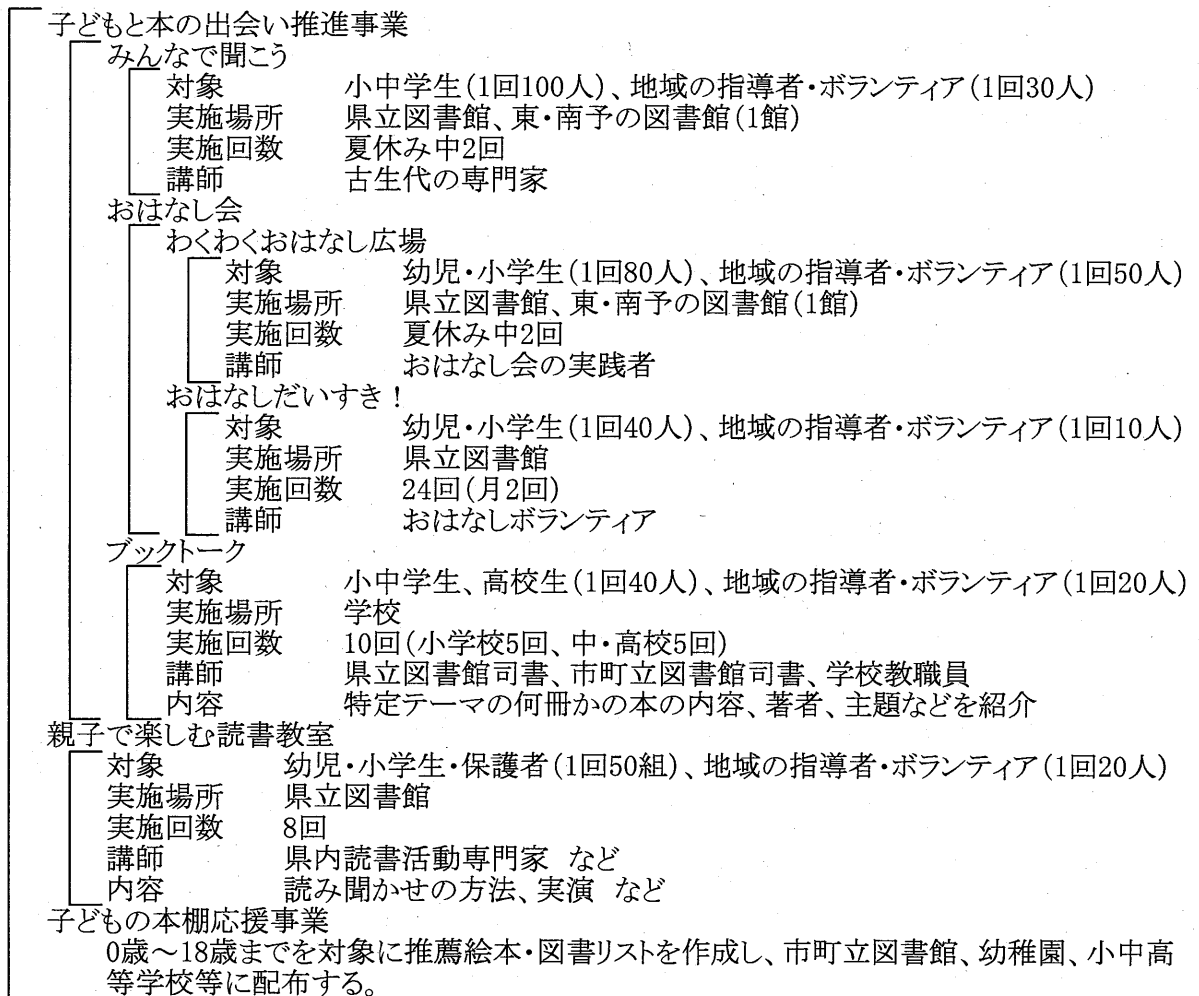 子どもと本の出会い推進事業
みんなで聞こう
対象 小中学生(1回100人)、地域の指導者・ボランティア(1回30人)
実施場所 県立図書館、東・南予の図書館(1館)
実施回数 夏休み中2回
講師 古生代の専門家
おはなし会
わくわくおはなし広場
対象 幼児・小学生(1回80人)、地域の指導者・ボランティア(1回50人)
実施場所 県立図書館、東・南予の図書館(1館)
実施回数 夏休み中2回
講師 おはなし会の実践者
おはなしだいすき!
対象 幼児・小学生(1回40人)、地域の指導者・ボランティア(1回10人)
実施場所 県立図書館
実施回数 24回(月2回)
講師 おはなしボランティア
ブックトーク
対象 小中学生、高校生(1回40人)、地域の指導者・ボランティア(1回20人)
実施場所 学校
実施回数 10回(小学校5回、中・高校5回)
講師 県立図書館司書、市町立図書館司書、学校教職員
内容 特定テーマの何冊かの本の内容、著者、主題などを紹介
親子で楽しむ読書教室
対象 幼児・小学生・保護者(1回50組)、地域の指導者・ボランティア(1回20人)
実施場所 県立図書館
実施回数 8回
講師 県内読書活動専門家 など
内容 読み聞かせの方法、実演 など
子どもの本棚応援事業
0歳～18歳までを対象に推薦絵本・図書リストを作成し、市町立図書館、幼稚園、小中高
等学校等に配布する。